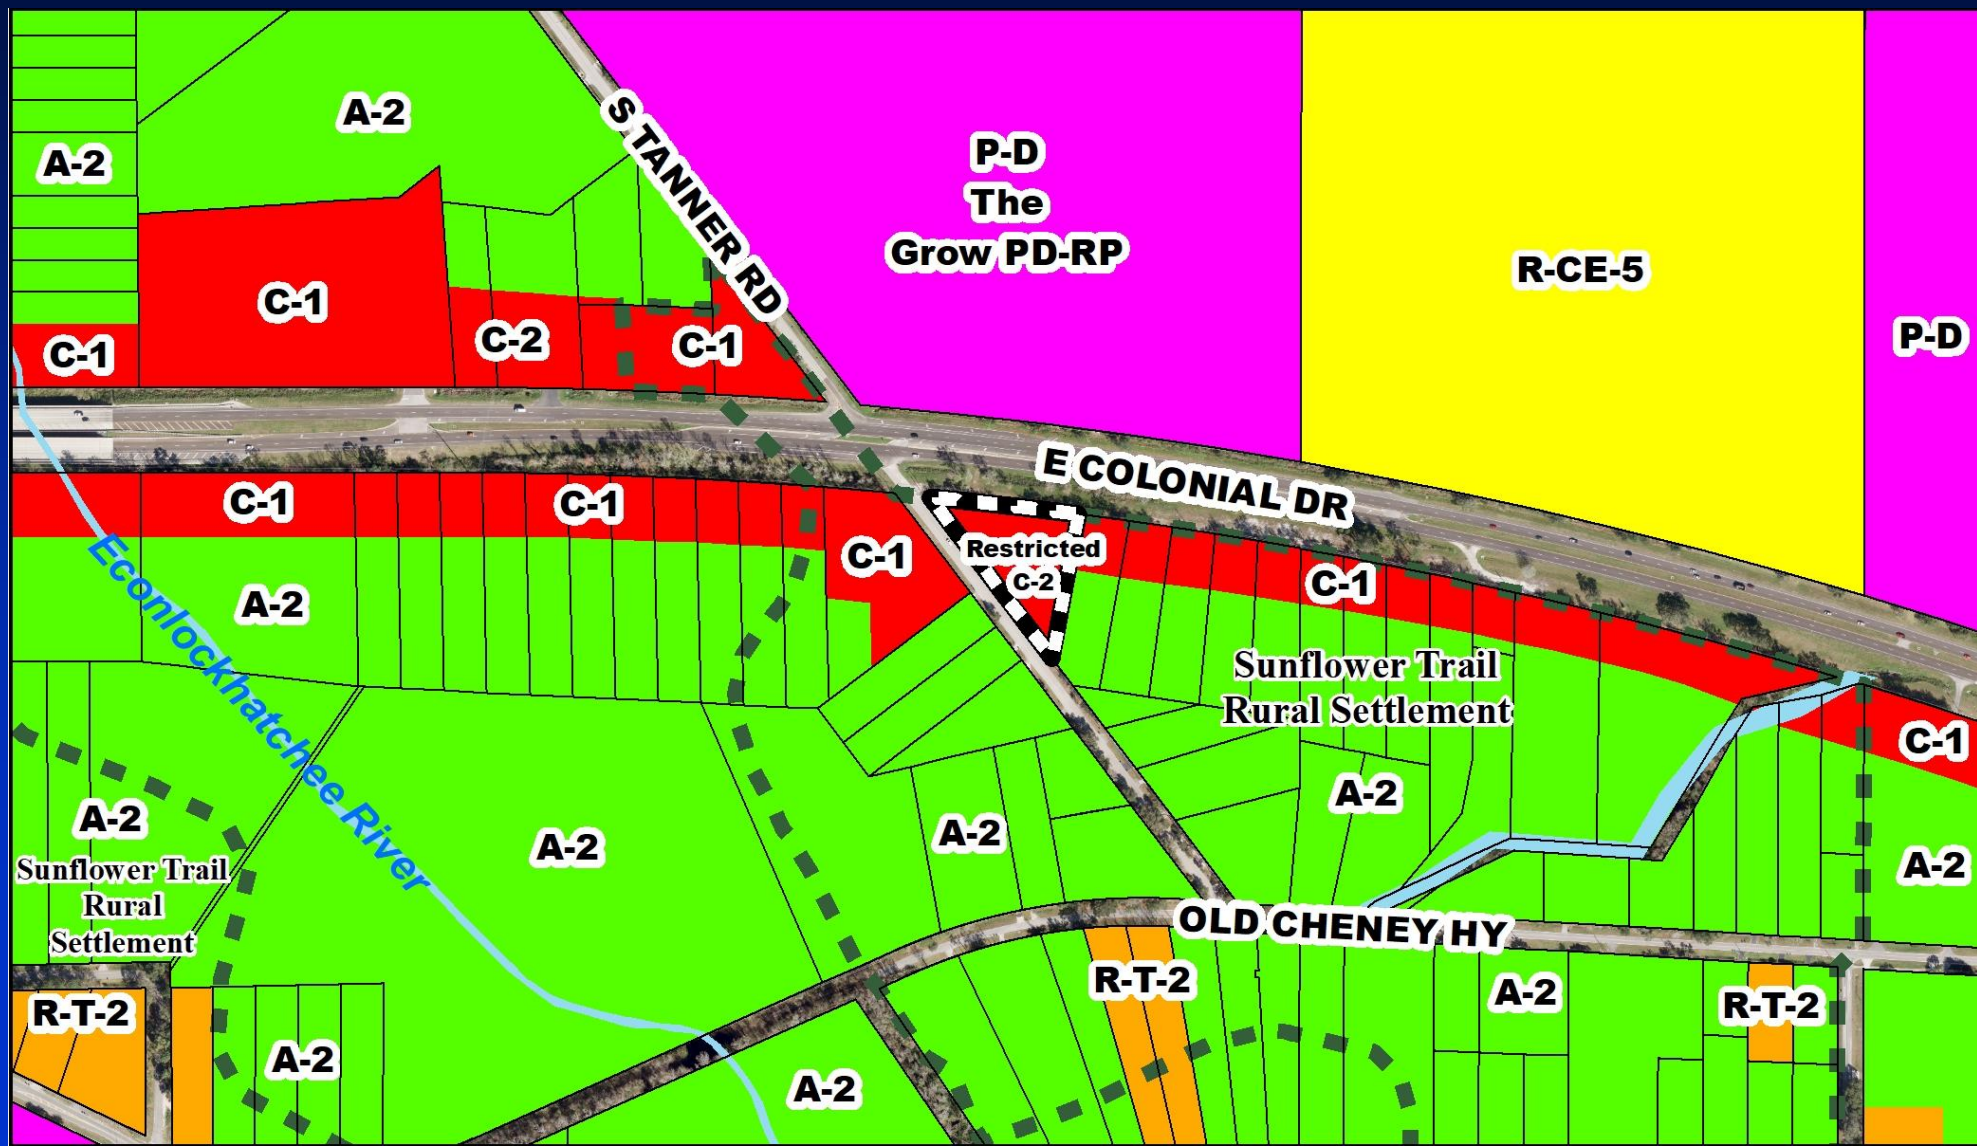 A-2
A-2
S TANNER RD
P-D
The
Grow PD-RP
R-CE-5
P-D
C-1
C-1
C-2
C-1
E COLONIAL DR
C-1
C-1
C-1
Restricted
C-2
C-1
A-2
Econlockhatchee River
Sunflower Trail
Rural Settlement
C-1
A-2
A-2
Sunflower Trail
Rural
Settlement
A-2
A-2
A-2
OLD CHENEY HY
R-T-2
A-2
R-T-2
A-2
R-T-2
A-2
A-2